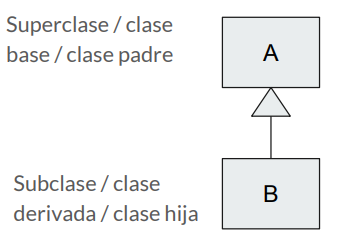 Superclase / clase
base / clase padre
A
Subclase / clase
derivada / clase hija
B